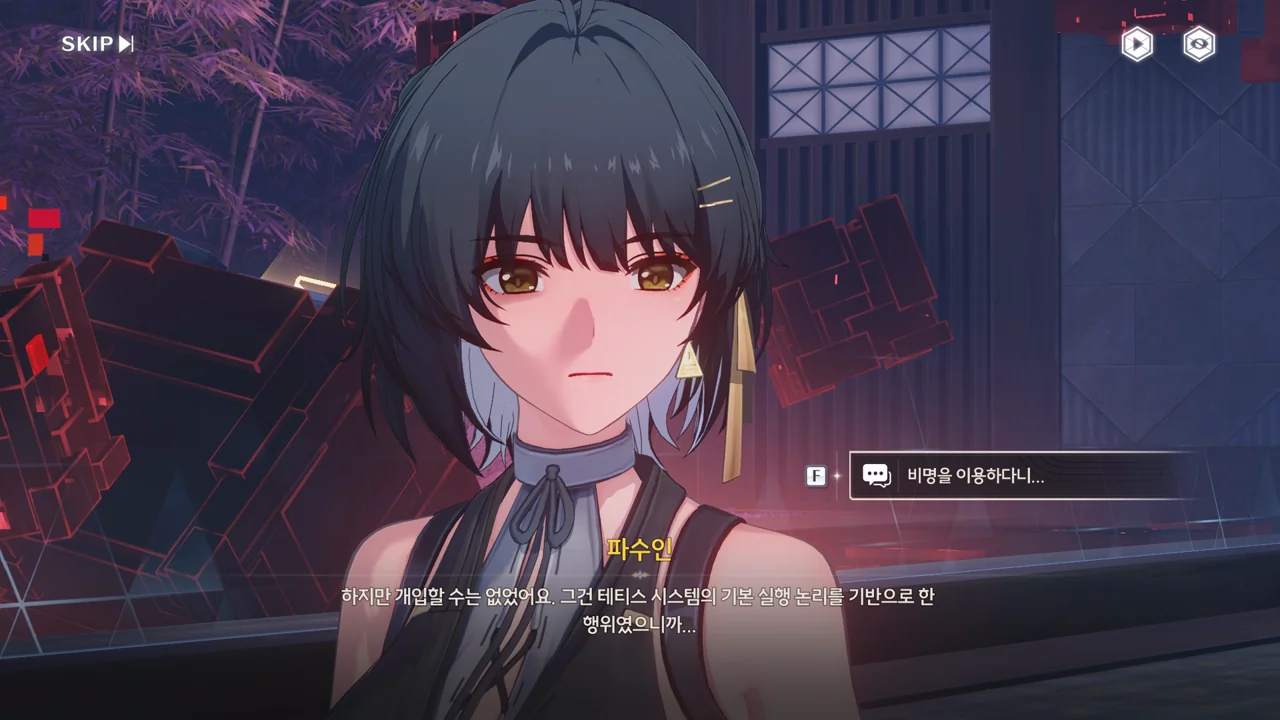 SKIP
F
비명을 이용하다니...
파수인
하지만 개입할 수는 없었어요. 그건 테티스 시스템의 기본 실행 논리를 기반으로 한
행위였으니까...